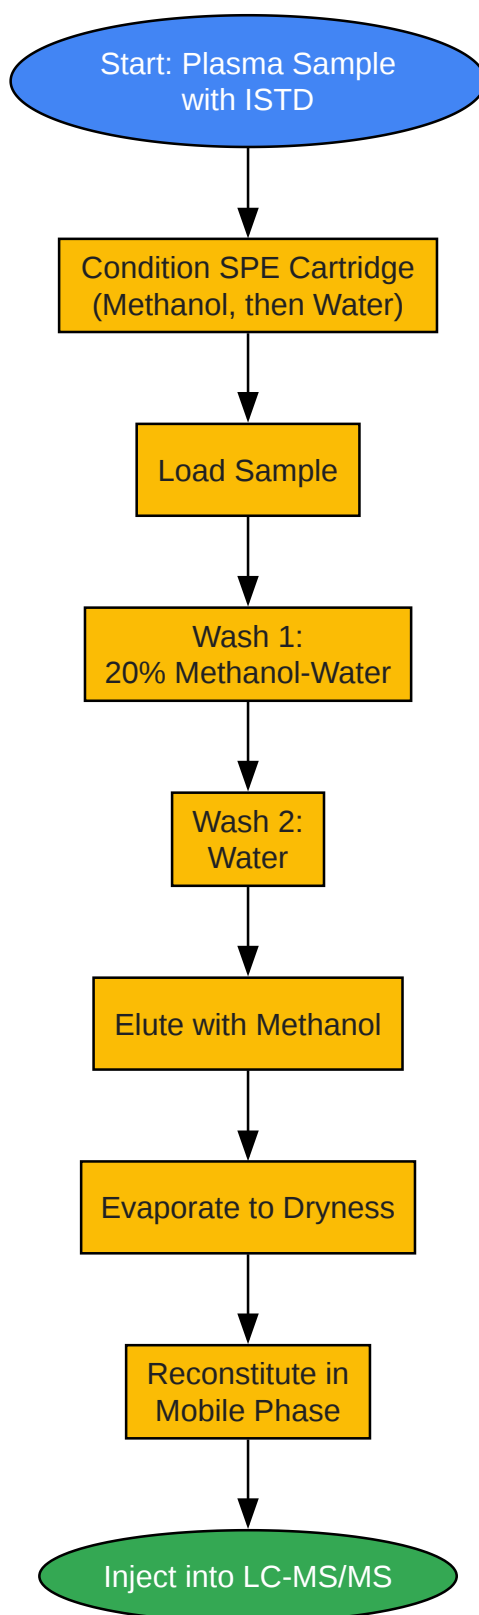 Start: Plasma Sample
with ISTD
Condition SPE Cartridge
(Methanol, then Water)
Load Sample
Wash 1:
20% Methanol-Water
Wash 2:
Water
Elute with Methanol
Evaporate to Dryness
Reconstitute in
Mobile Phase
Inject into LC-MS/MS